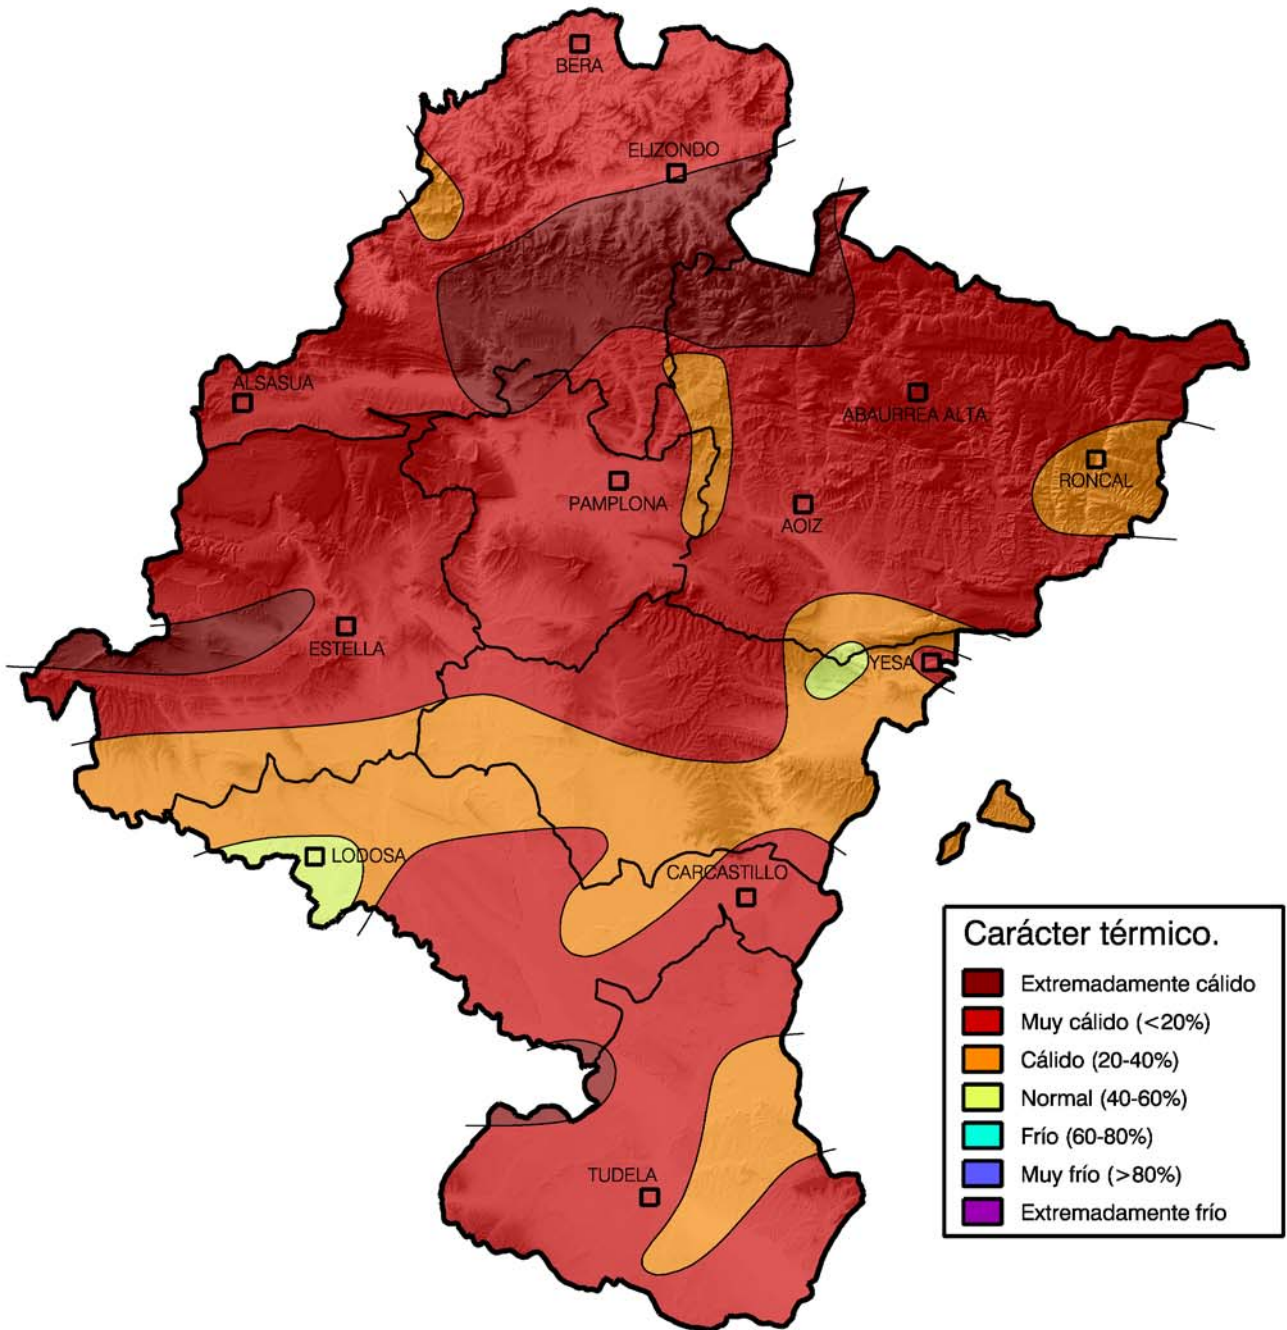 BERA
ELIZONDO
ALSASUA
ABAURREA ALTA
RONCAL
PAMPLONA
AOIZ
ESTELLA
YESA
LODOSA
CARCASTILLO
TUDELA
Carácter térmico.
Extremadamente cálido
Muy cálido (<20%)
Cálido (20-40%)
Normal (40-60%)
Frío (60-80%)
Muy frío (>80%)
Extremadamente frío